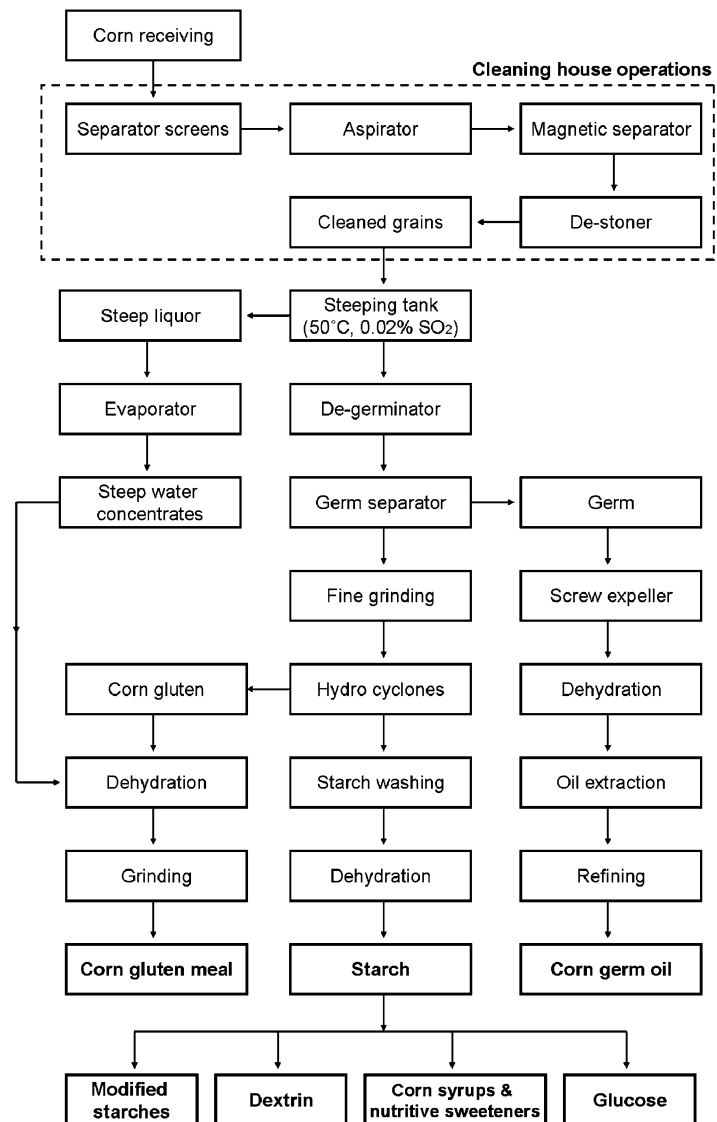 Corn receiving
Cleaning house operations
Separator screens
Aspirator
Magnetic separator
Cleaned grains
De-stoner
Steep liquor
Steeping tank
(50˚C, 0.02% SO₂)
Evaporator
De-germinator
Steep water
concentrates
Germ separator
Germ
Fine grinding
Screw expeller
Corn gluten
Hydro cyclones
Dehydration
Dehydration
Starch washing
Oil extraction
Grinding
Dehydration
Refining
Corn gluten meal
Starch
Corn germ oil
Modified
starches
Dextrin
Corn syrups &
nutritive sweeteners
Glucose